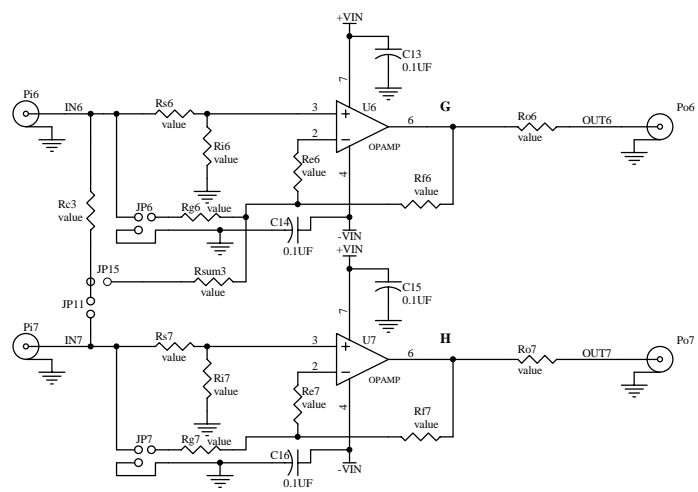 +VIN
C13
0.1UF
7
Pi6
IN6
Rs6
value
3
U6
6
G
Ro6
value
OUT6
Po6
+
2
−
OPAMP
Ri6
value
Re6
value
4
Rf6
value
Rc3
value
JP6
Rg6
value
C14
0.1UF
-VIN
+VIN
JP15
Rsum3
value
C15
0.1UF
7
JP11
Pi7
IN7
Rs7
value
3
U7
6
H
Ro7
value
OUT7
Po7
+
2
−
OPAMP
Ri7
value
Re7
value
4
Rf7
value
JP7
Rg7
value
C16
0.1UF
-VIN